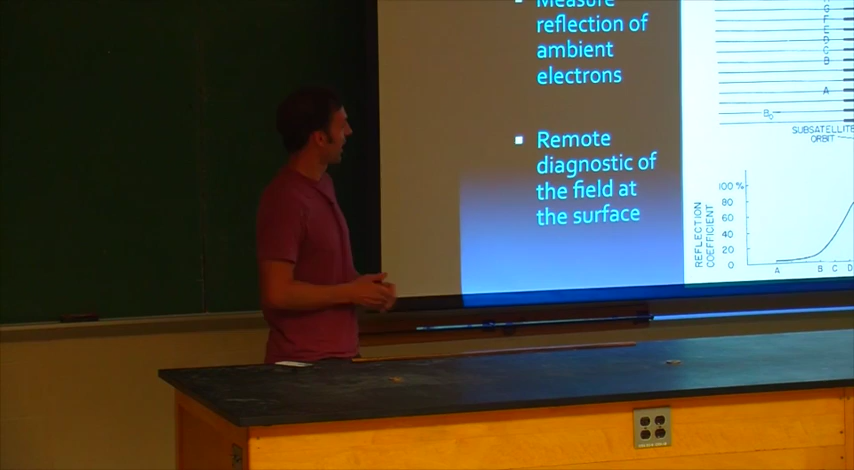 Measure
reflection of
ambient
electrons
Remote
diagnostic of
the field at
the surface
G
F
E
D
C
B
A
B
SUBSATELLITE
ORBIT
100 %
80
60
40
20
0
REFLECTION
COEFFICIENT
A B C D